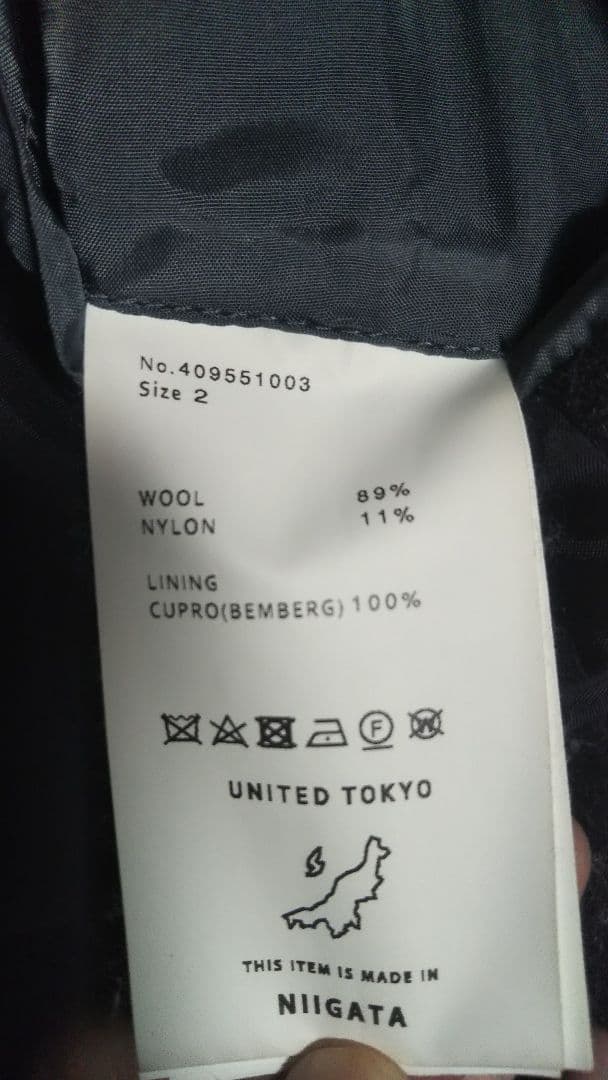 No.409551003
Size 2
WOOL 89%
NYLON 11%
LINING
CUPRO(BEMBERG) 100%
F W
UNITED TOKYO
THIS ITEM IS MADE IN
NIIGATA